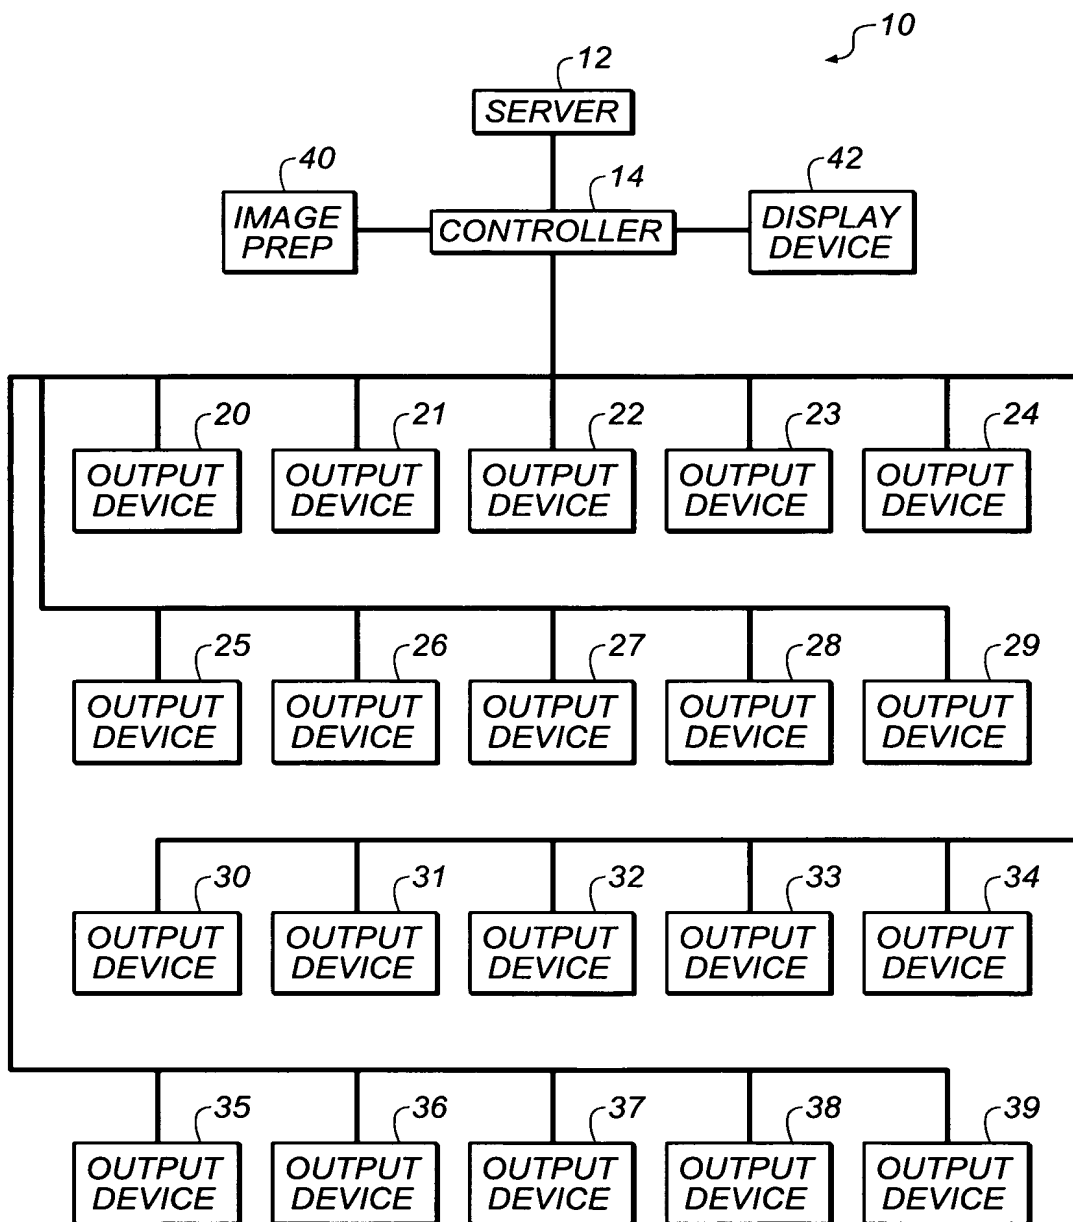 10
12
SERVER
40
14
42
IMAGE
PREP
CONTROLLER
DISPLAY
DEVICE
20
21
22
23
24
OUTPUT
DEVICE
OUTPUT
DEVICE
OUTPUT
DEVICE
OUTPUT
DEVICE
OUTPUT
DEVICE
25
26
27
28
29
OUTPUT
DEVICE
OUTPUT
DEVICE
OUTPUT
DEVICE
OUTPUT
DEVICE
OUTPUT
DEVICE
30
31
32
33
34
OUTPUT
DEVICE
OUTPUT
DEVICE
OUTPUT
DEVICE
OUTPUT
DEVICE
OUTPUT
DEVICE
35
36
37
38
39
OUTPUT
DEVICE
OUTPUT
DEVICE
OUTPUT
DEVICE
OUTPUT
DEVICE
OUTPUT
DEVICE